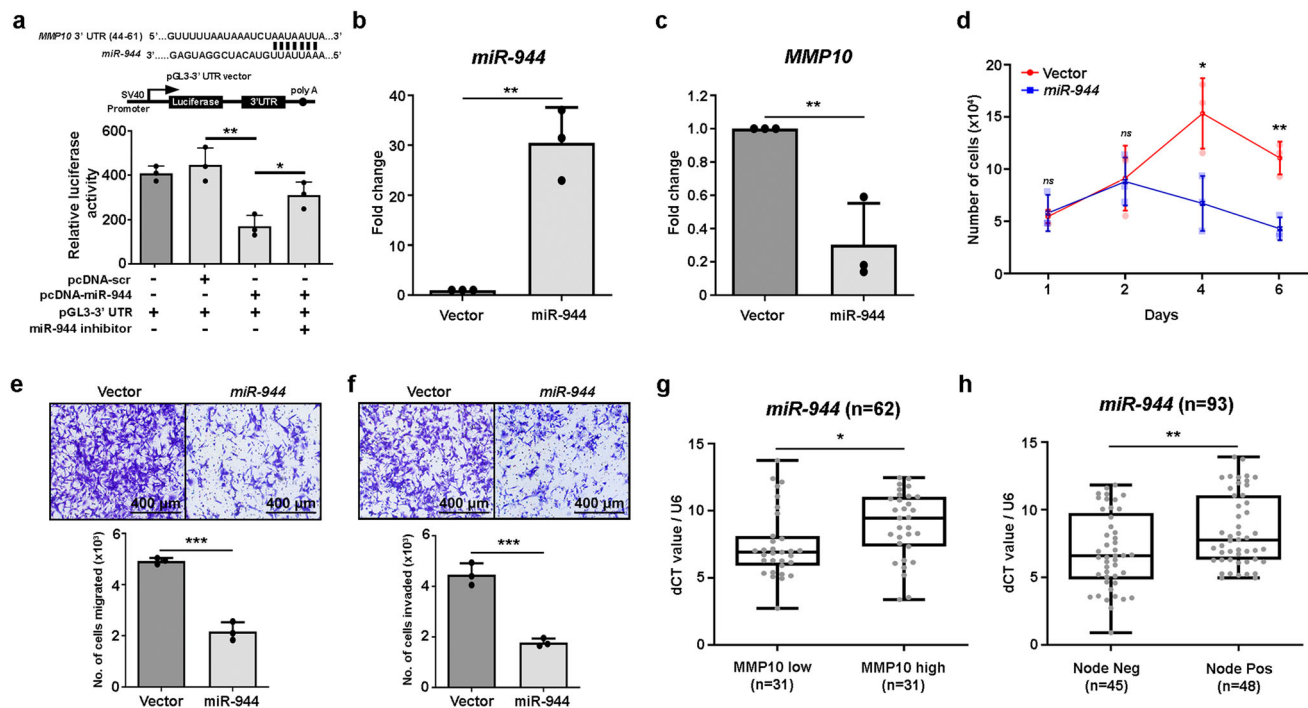 a
MMP10 3' UTR (44-61) 5'...GUUUUUAAUAAAUCUAAUAAUUA...3'
miR-944 3'.....GAGUAGGCUACAUGUUAUUAAA...5'
pGL3-3' UTR vector
SV40 Promoter
Luciferase 3'UTR poly A
Relative luciferase activity
600
400
200
0
** *
pcDNA-scr - + - -
pcDNA-miR-944 - - + +
pGL3-3' UTR + + + +
miR-944 inhibitor - - - +
b
miR-944
Fold change
40
30
20
10
0
**
Vector miR-944
c
MMP10
Fold change
1.2
1.0
0.8
0.6
0.4
0.2
0
**
Vector miR-944
d
Number of cells (x10⁴)
20
15
10
5
0
Vector
miR-944
ns ns * **
1 2 4 6
Days
e
Vector miR-944
400 µm 400 µm
No. of cells migrated (x10³)
6
4
2
0
***
Vector miR-944
f
Vector miR-944
400 µm 400 µm
No. of cells invaded (x10³)
6
4
2
0
***
Vector miR-944
g
miR-944 (n=62)
dCT value / U6
15
10
5
0
*
MMP10 low MMP10 high
(n=31) (n=31)
h
miR-944 (n=93)
dCT value / U6
15
10
5
0
**
Node Neg Node Pos
(n=45) (n=48)